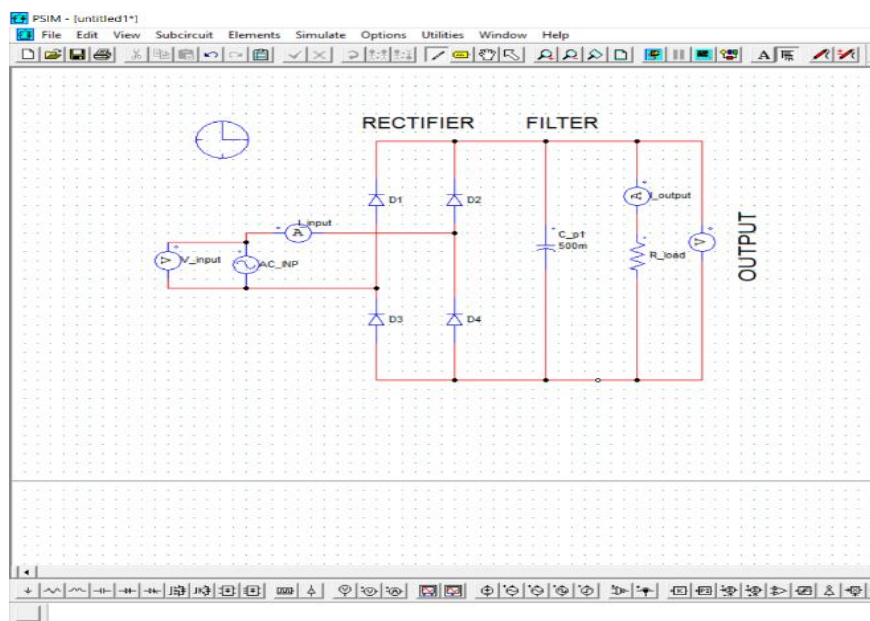 PSIM - [untitled1*]
File Edit View Subcircuit Elements Simulate Options Utilities Window Help
RECTIFIER FILTER
D1 D2
I_input
V_input
AC_INP
C_p1
500m
I_output
R_load
OUTPUT
D3 D4